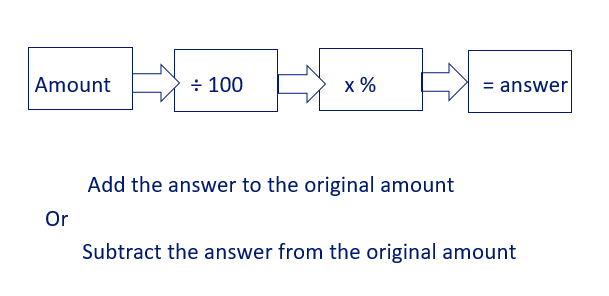 Amount ÷ 100 x % = answer
Add the answer to the original amount
Or
Subtract the answer from the original amount